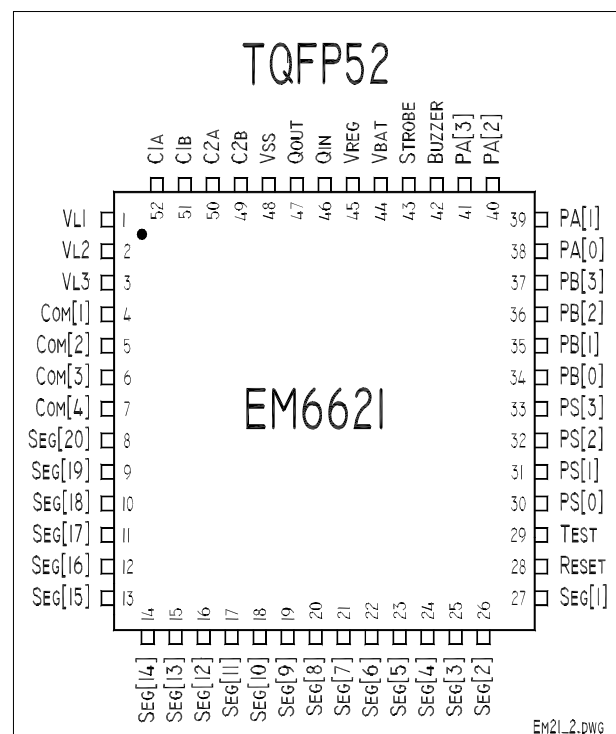 TQFP52
C1A C1B C2A C2B VSS QOUT QIN VREG VBAT STROBE BUZZER PA[3] PA[2]
52 51 50 49 48 47 46 45 44 43 42 41 40
VL1 1 39 PA[1]
VL2 2 38 PA[0]
VL3 3 37 PB[3]
COM[1] 4 36 PB[2]
COM[2] 5 35 PB[1]
COM[3] 6 34 PB[0]
COM[4] 7 EM6621 33 PS[3]
SEG[20] 8 32 PS[2]
SEG[19] 9 31 PS[1]
SEG[18] 10 30 PS[0]
SEG[17] 11 29 TEST
SEG[16] 12 28 RESET
SEG[15] 13 27 SEG[1]
14 15 16 17 18 19 20 21 22 23 24 25 26
SEG[14] SEG[13] SEG[12] SEG[11] SEG[10] SEG[9] SEG[8] SEG[7] SEG[6] SEG[5] SEG[4] SEG[3] SEG[2]
EM21_2.DWG